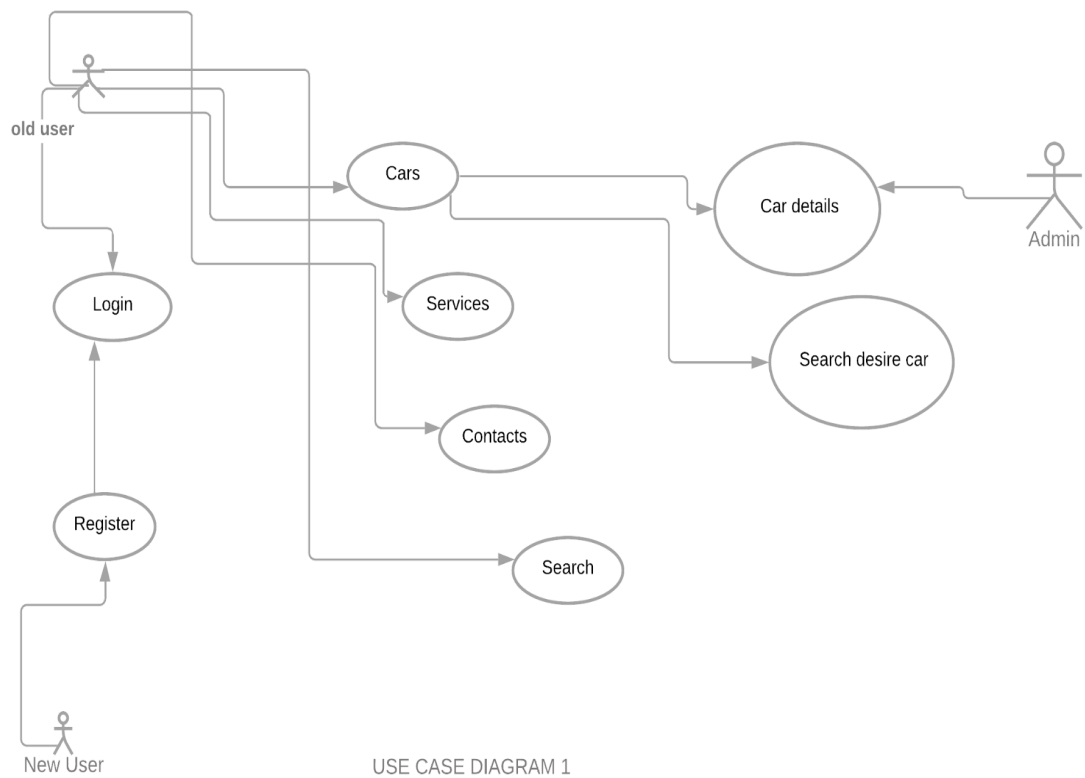 old user
Cars
Car details
Admin
Login
Services
Search desire car
Contacts
Register
Search
New User
USE CASE DIAGRAM 1